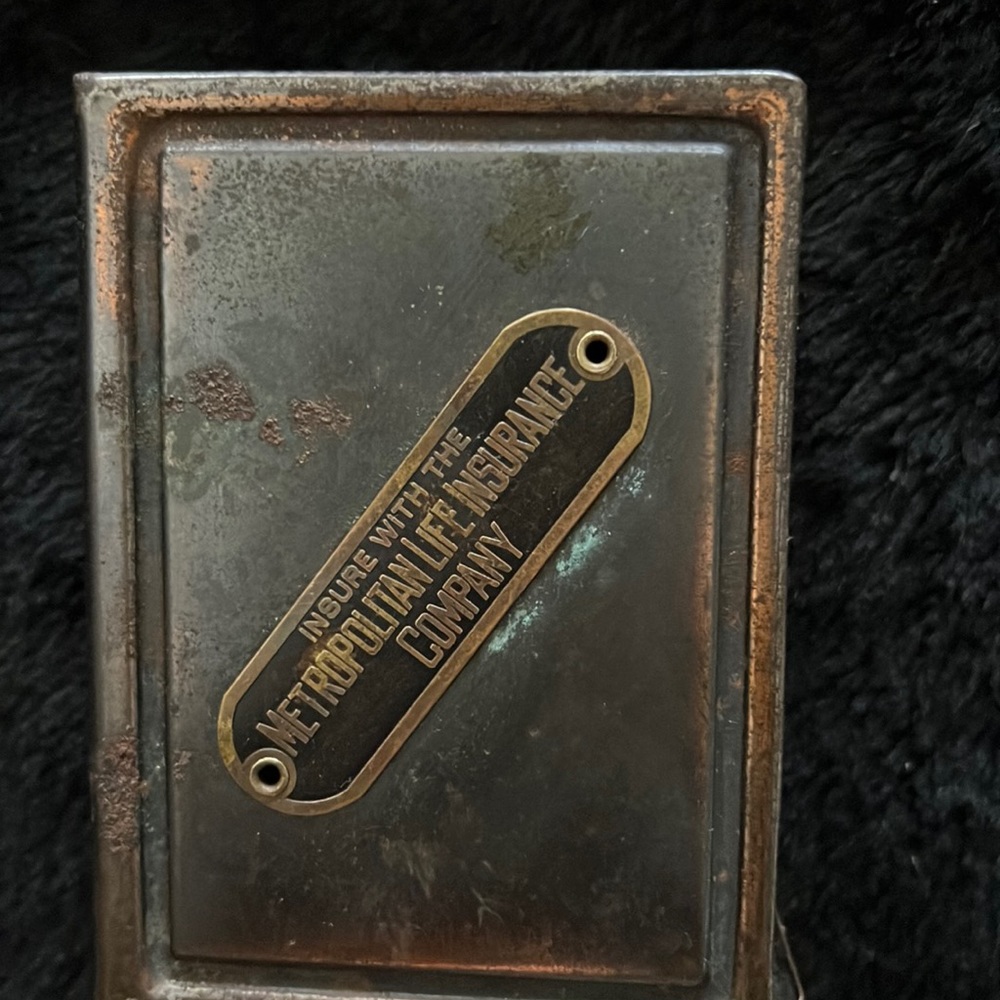 INSURE WITH THE
METROPOLITAN LIFE INSURANCE
COMPANY